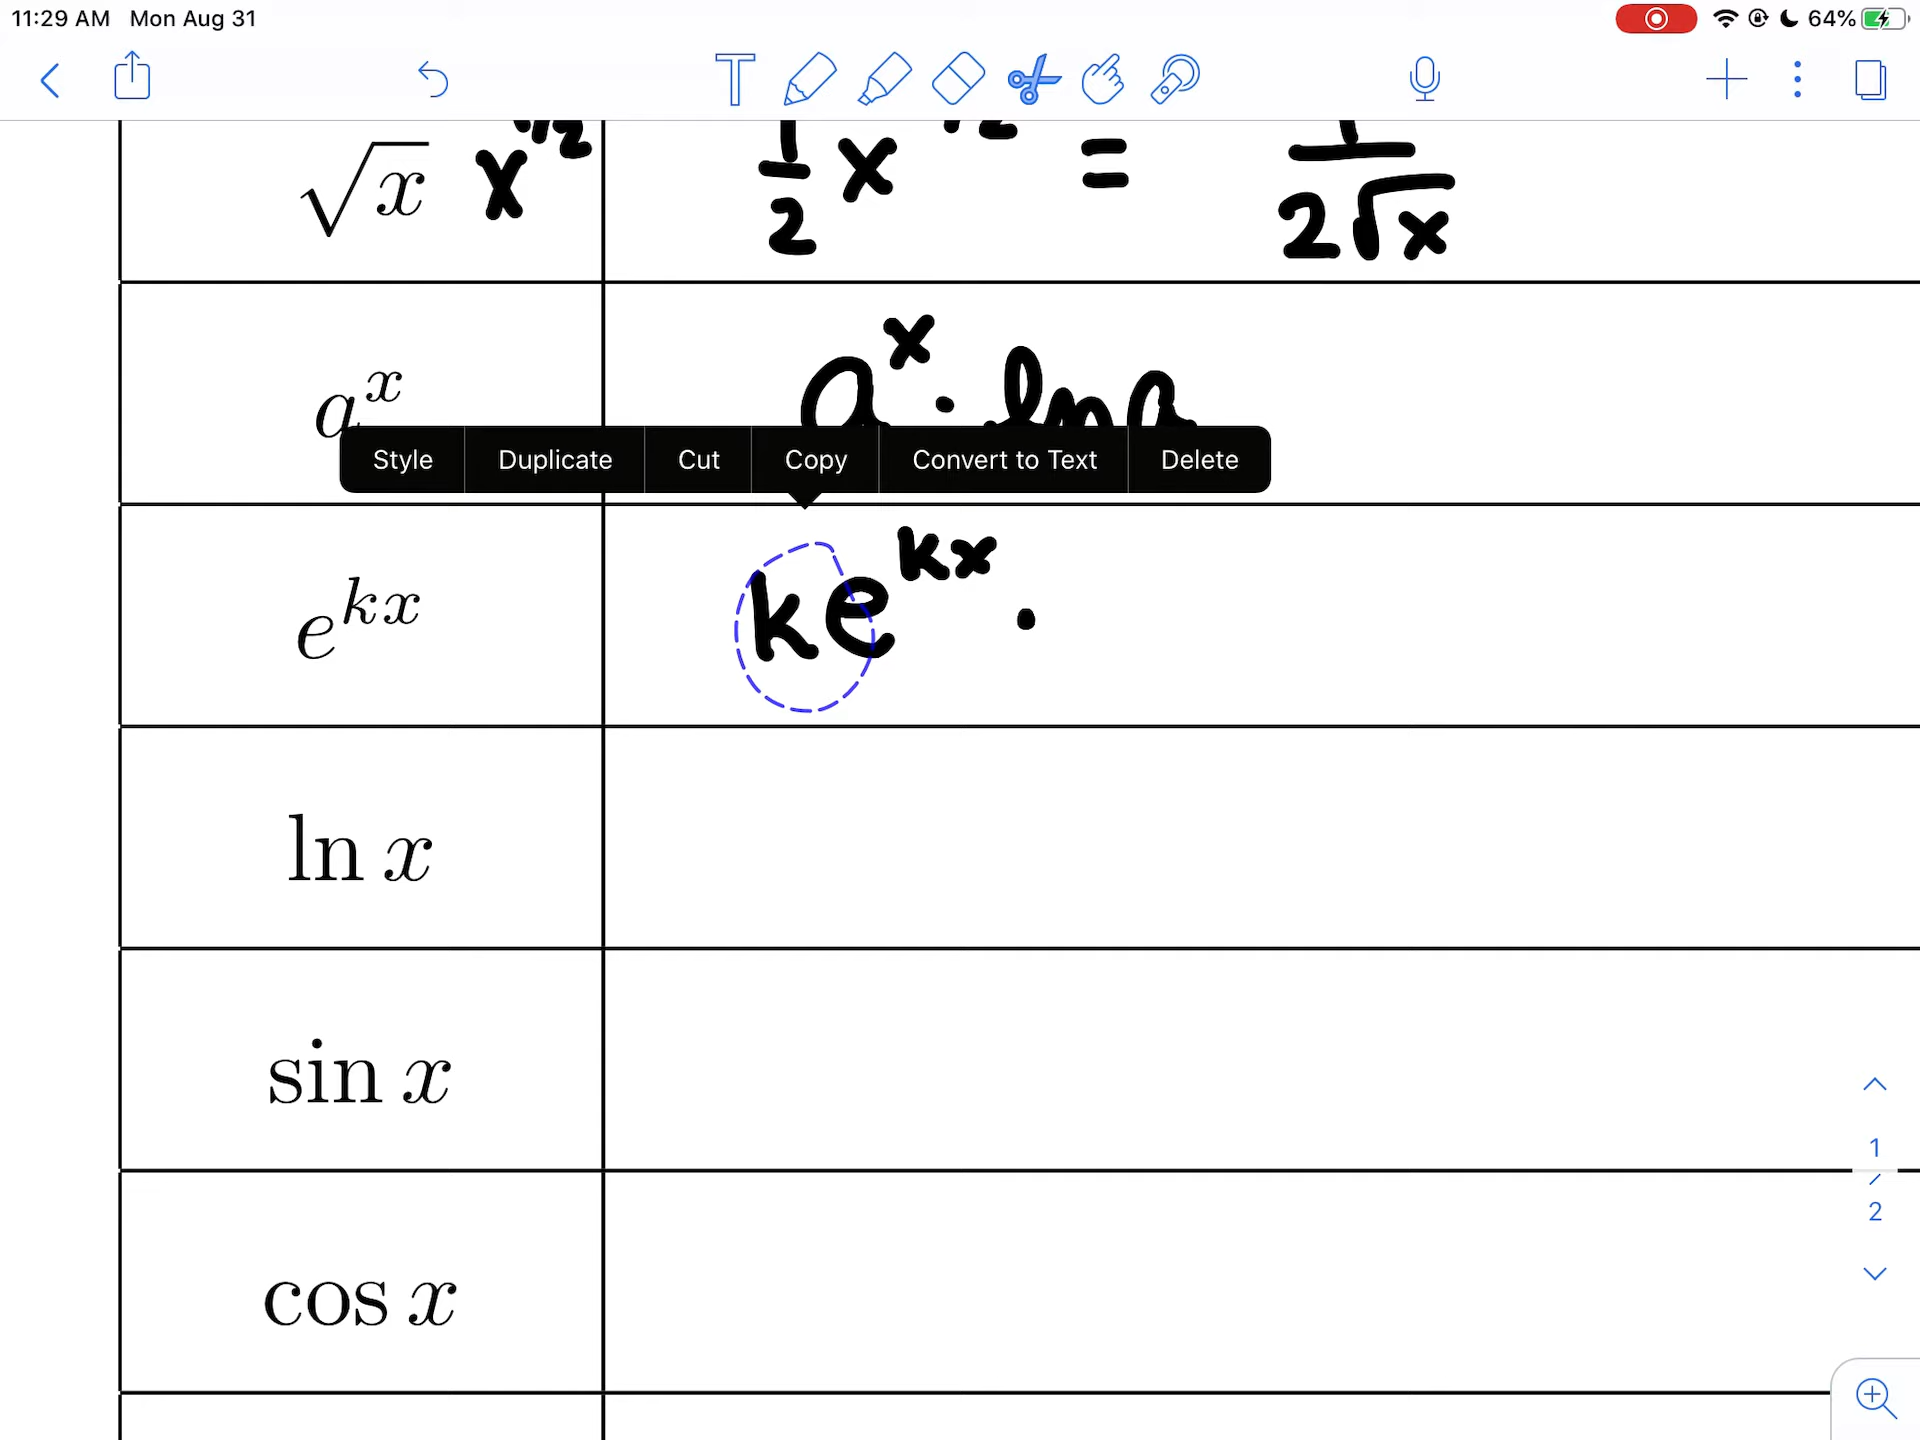 11:29 AM Mon Aug 31 64%
T
√x x^1/2 1/2 x 1/2 = 1/2√x
a^x a^x · ln a
Style Duplicate Cut Copy Convert to Text Delete
e^kx ke^kx ·
ln x
sin x
1
/
2
cos x